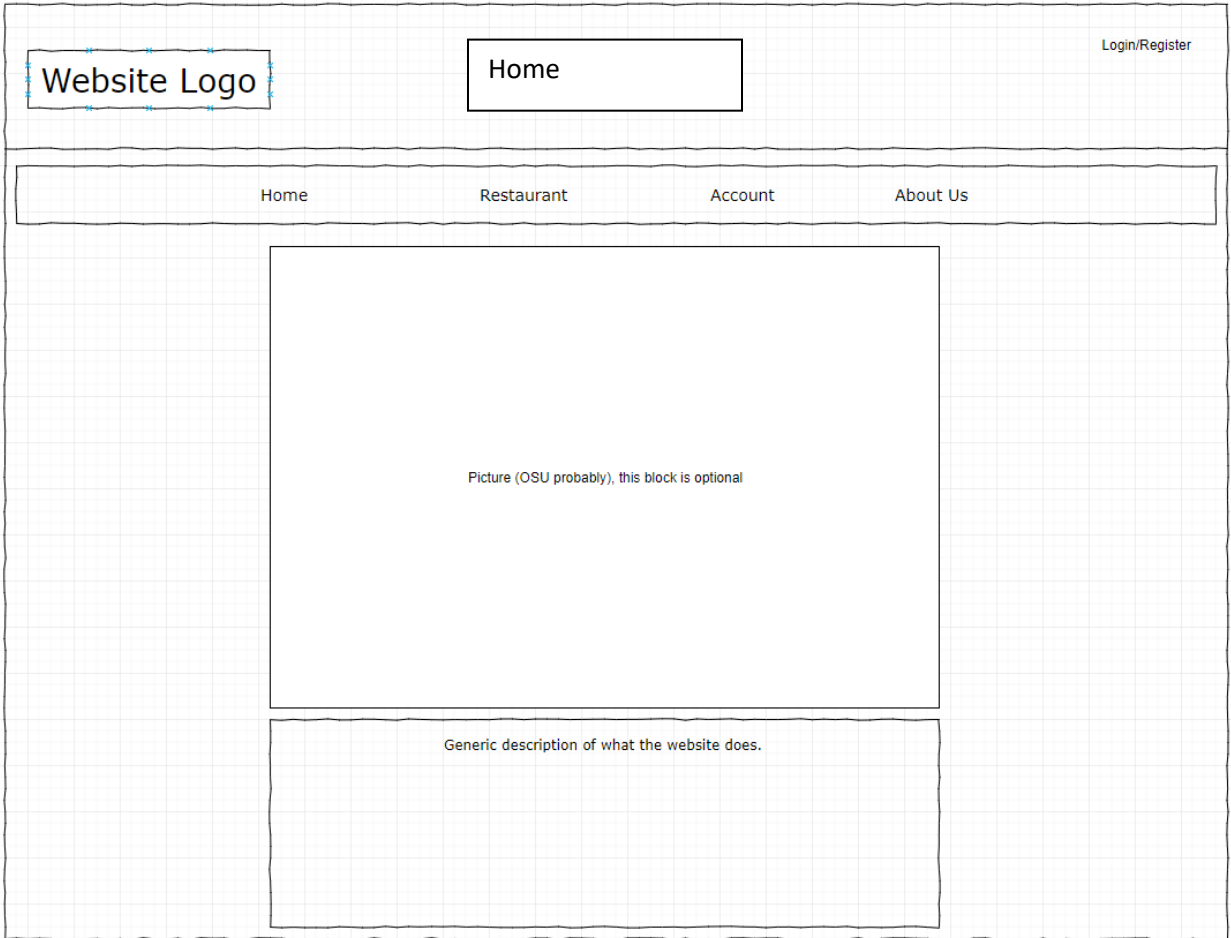 Website Logo
Home
Login/Register
Home
Restaurant
Account
About Us
Picture (OSU probably), this block is optional
Generic description of what the website does.